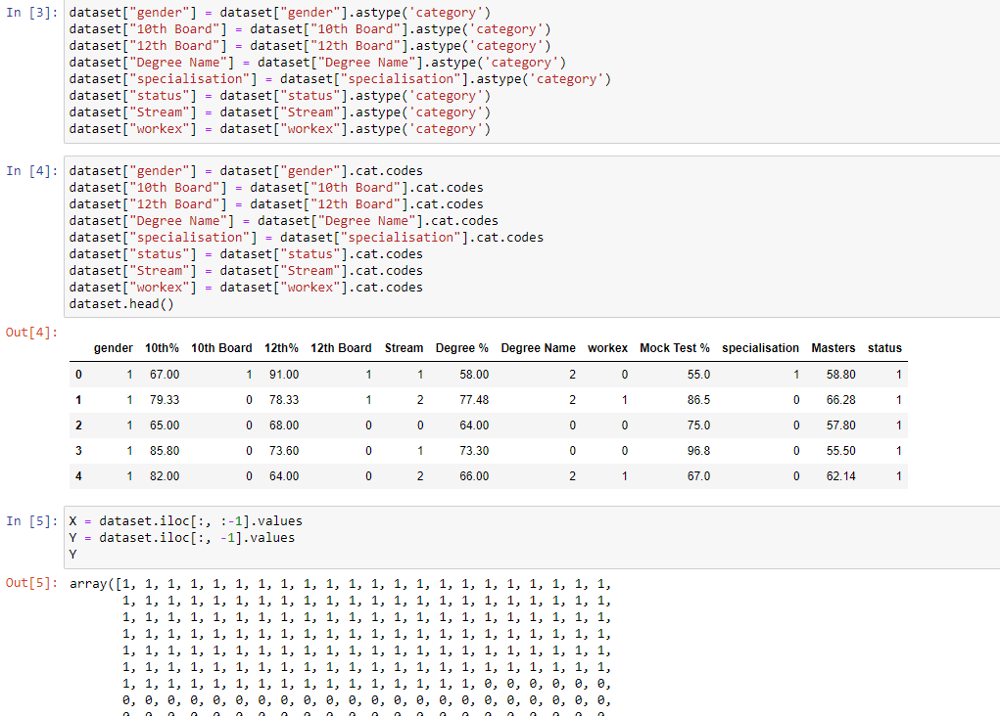 In [3]: dataset["gender"] = dataset["gender"].astype('category')
dataset["10th Board"] = dataset["10th Board"].astype('category')
dataset["12th Board"] = dataset["12th Board"].astype('category')
dataset["Degree Name"] = dataset["Degree Name"].astype('category')
dataset["specialisation"] = dataset["specialisation"].astype('category')
dataset["status"] = dataset["status"].astype('category')
dataset["Stream"] = dataset["Stream"].astype('category')
dataset["workex"] = dataset["workex"].astype('category')
In [4]: dataset["gender"] = dataset["gender"].cat.codes
dataset["10th Board"] = dataset["10th Board"].cat.codes
dataset["12th Board"] = dataset["12th Board"].cat.codes
dataset["Degree Name"] = dataset["Degree Name"].cat.codes
dataset["specialisation"] = dataset["specialisation"].cat.codes
dataset["status"] = dataset["status"].cat.codes
dataset["Stream"] = dataset["Stream"].cat.codes
dataset["workex"] = dataset["workex"].cat.codes
dataset.head()
Out[4]:
gender 10th% 10th Board 12th% 12th Board Stream Degree % Degree Name workex Mock Test % specialisation Masters status
0 1 67.00 1 91.00 1 1 58.00 2 0 55.0 1 58.80 1
1 1 79.33 0 78.33 1 2 77.48 2 1 86.5 0 66.28 1
2 1 65.00 0 68.00 0 0 64.00 0 0 75.0 0 57.80 1
3 1 85.80 0 73.60 0 1 73.30 0 0 96.8 0 55.50 1
4 1 82.00 0 64.00 0 2 66.00 2 1 67.0 0 62.14 1
In [5]: X = dataset.iloc[:, :-1].values
Y = dataset.iloc[:, -1].values
Y
Out[5]: array([1, 1, 1, 1, 1, 1, 1, 1, 1, 1, 1, 1, 1, 1, 1, 1, 1, 1, 1, 1, 1, 1,
1, 1, 1, 1, 1, 1, 1, 1, 1, 1, 1, 1, 1, 1, 1, 1, 1, 1, 1, 1, 1, 1,
1, 1, 1, 1, 1, 1, 1, 1, 1, 1, 1, 1, 1, 1, 1, 1, 1, 1, 1, 1, 1, 1,
1, 1, 1, 1, 1, 1, 1, 1, 1, 1, 1, 1, 1, 1, 1, 1, 1, 1, 1, 1, 1, 1,
1, 1, 1, 1, 1, 1, 1, 1, 1, 1, 1, 1, 1, 1, 1, 1, 1, 1, 1, 1, 1, 1,
1, 1, 1, 1, 1, 1, 1, 1, 1, 1, 1, 1, 1, 1, 1, 1, 1, 1, 1, 1, 1, 1,
1, 1, 1, 1, 1, 1, 1, 1, 1, 1, 1, 1, 1, 1, 1, 1, 0, 0, 0, 0, 0, 0,
0, 0, 0, 0, 0, 0, 0, 0, 0, 0, 0, 0, 0, 0, 0, 0, 0, 0, 0, 0, 0, 0,